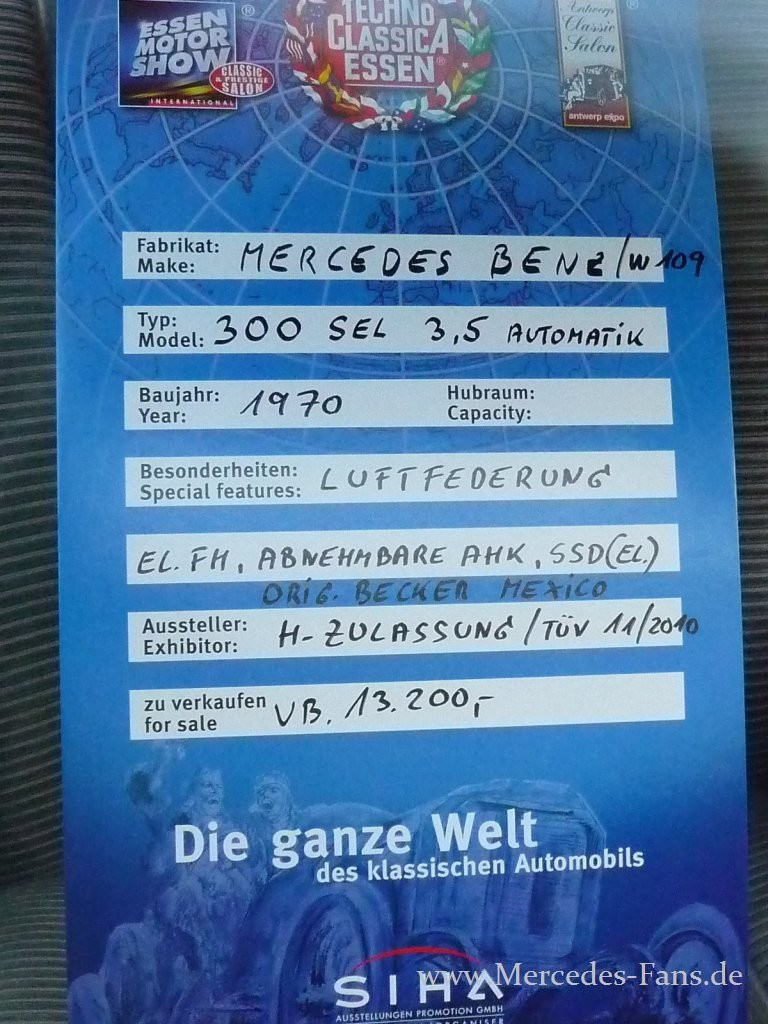 ESSEN
MOTOR
SHOW
CLASSIC
& PRESTIGE
SALON
INTERNATIONAL
®
TECHNO
CLASSICA
ESSEN®
Antwerp
Classic
Salon
antwerp expo
®
Fabrikat:
Make: MERCEDES BENZ/W109
Typ:
Model: 300 SEL 3,5 AUTOMATIK
Baujahr: Hubraum:
Year: 1970 Capacity:
Besonderheiten:
Special features: LUFTFEDERUNG
EL. FH, ABNEHMBARE AHK, SSD(EL.)
ORIG. BECKER MEXICO
Aussteller:
Exhibitor: H-ZULASSUNG/TÜV 11/2010
zu verkaufen
for sale VB. 13.200,-
Die ganze Welt
des klassischen Automobils
SIHA
www.Mercedes-Fans.de
AUSSTELLUNGEN PROMOTION GMBH